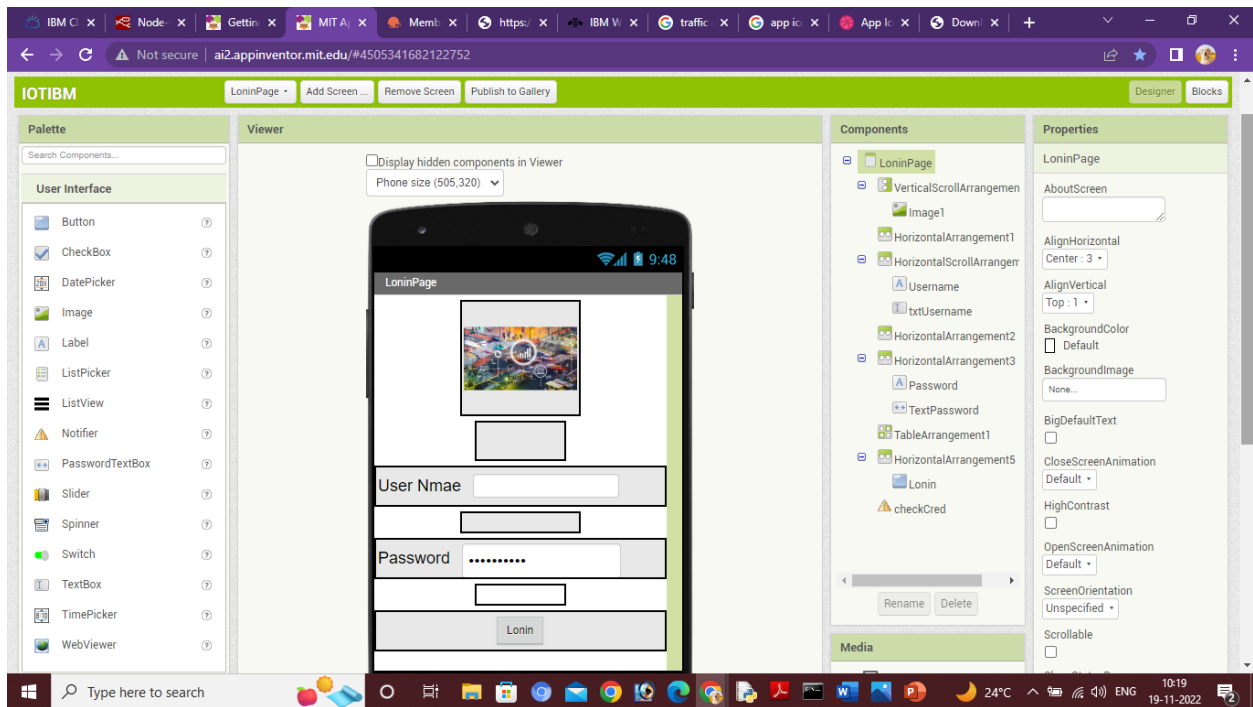 IBM Cl
Node-
Gettin
MIT A
Memb
https:/
IBM W
traffic
app ic
App Ic
Downl
Not secure
ai2.appinventor.mit.edu/#4505341682122752
IOTIBM
LoninPage
Add Screen ...
Remove Screen
Publish to Gallery
Designer
Blocks
Palette
Search Components...
User Interface
Button
CheckBox
DatePicker
Image
Label
ListPicker
ListView
Notifier
PasswordTextBox
Slider
Spinner
Switch
TextBox
TimePicker
WebViewer
Viewer
Display hidden components in Viewer
Phone size (505,320)
9:48
LoninPage
User Nmae
Password
Lonin
Components
LoninPage
VerticalScrollArrangemen
Image1
HorizontalArrangement1
HorizontalScrollArrangem
Username
txtUsername
HorizontalArrangement2
HorizontalArrangement3
Password
TextPassword
TableArrangement1
HorizontalArrangement5
Lonin
checkCred
Rename
Delete
Media
Properties
LoninPage
AboutScreen
AlignHorizontal
Center : 3
AlignVertical
Top : 1
BackgroundColor
Default
BackgroundImage
None...
BigDefaultText
CloseScreenAnimation
Default
HighContrast
OpenScreenAnimation
Default
ScreenOrientation
Unspecified
Scrollable
Type here to search
24°C
ENG
10:19
19-11-2022
2